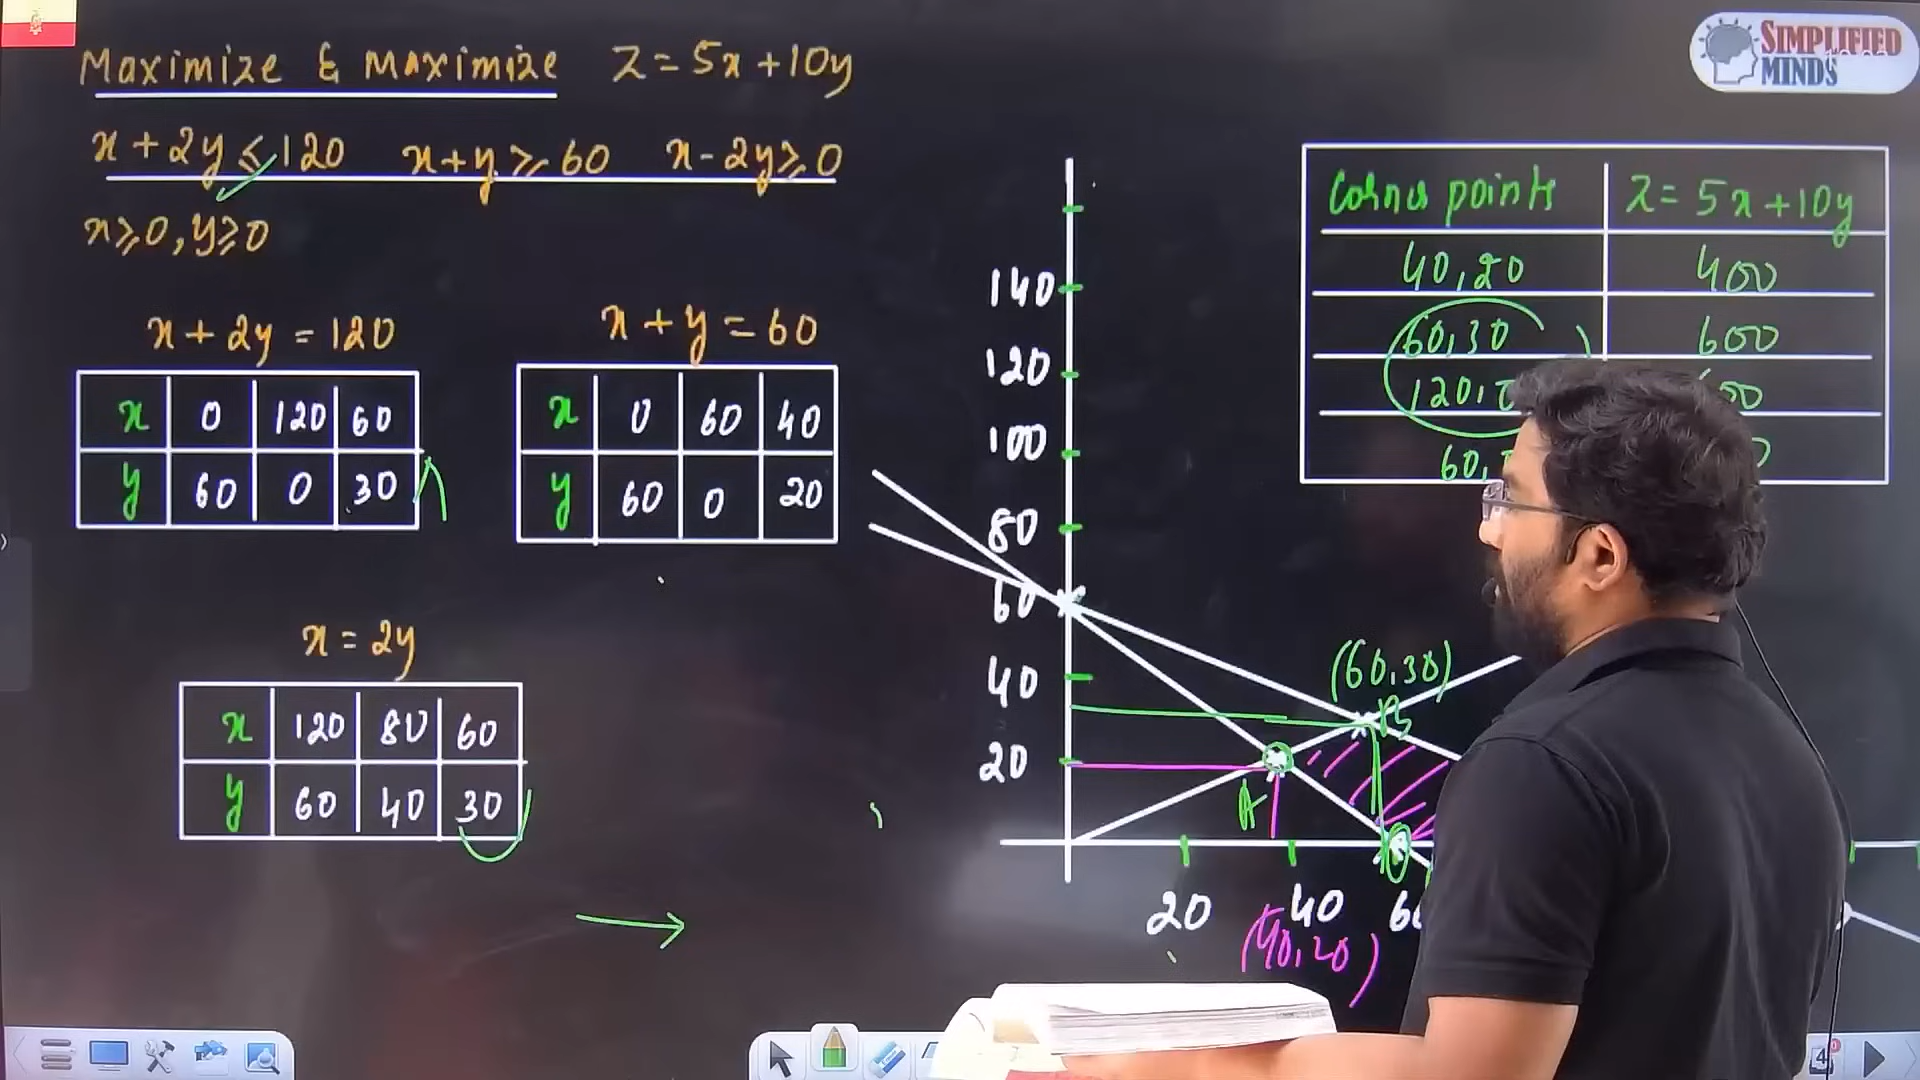 Maximize & maximize Z = 5x + 10y
x + 2y ⩽ 120 x + y ⩾ 60 x - 2y ⩾ 0
x ⩾ 0, y ⩾ 0
x + 2y = 120
x 0 120 60
y 60 0 30
x + y = 60
x 0 60 40
y 60 0 20
x = 2y
x 120 80 60
y 60 40 30
SIMPLIFIED
MINDS
Corner points Z = 5x + 10y
40,20 400
60,30 600
120,
60,
140
120
100
80
60
40
20
(60,30)
B
A
20 40
(40,20)